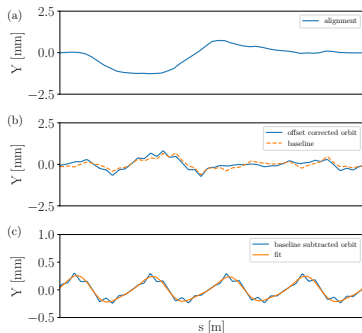 (a)
2.5
alignment
0.0
−2.5
Y [mm]
(b)
2.5
offset corrected orbit
baseline
0.0
−2.5
Y [mm]
(c)
1.0
baseline subtracted orbit
fit
0.5
0.0
−0.5
Y [mm]
s [m]